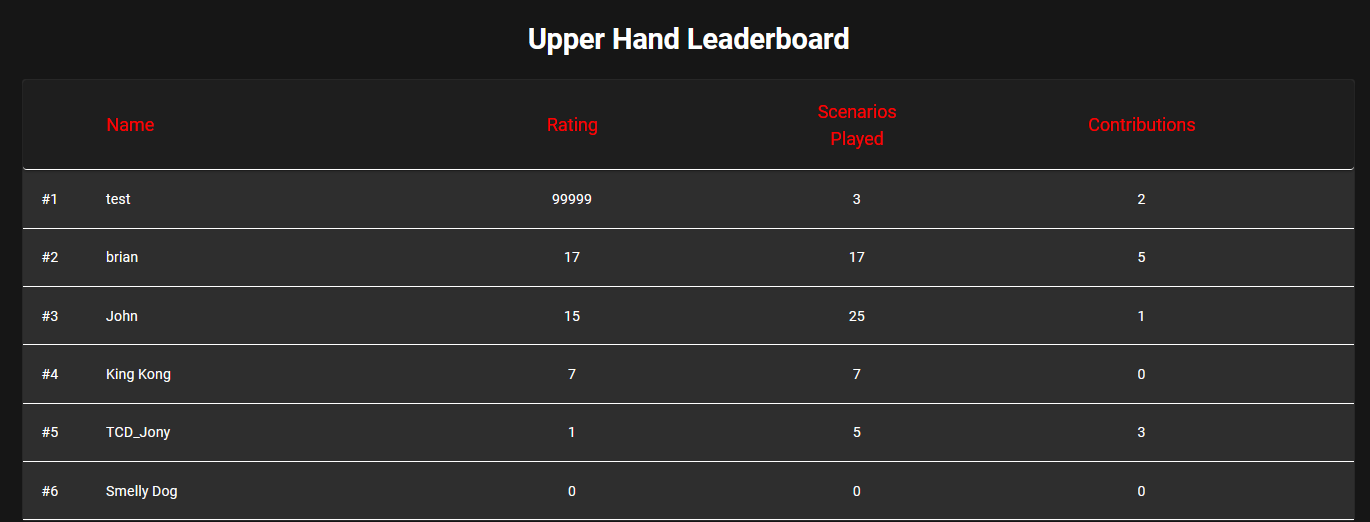 Upper Hand Leaderboard
Name Rating Scenarios Played Contributions
#1 test 99999 3 2
#2 brian 17 17 5
#3 John 15 25 1
#4 King Kong 7 7 0
#5 TCD_Jony 1 5 3
#6 Smelly Dog 0 0 0